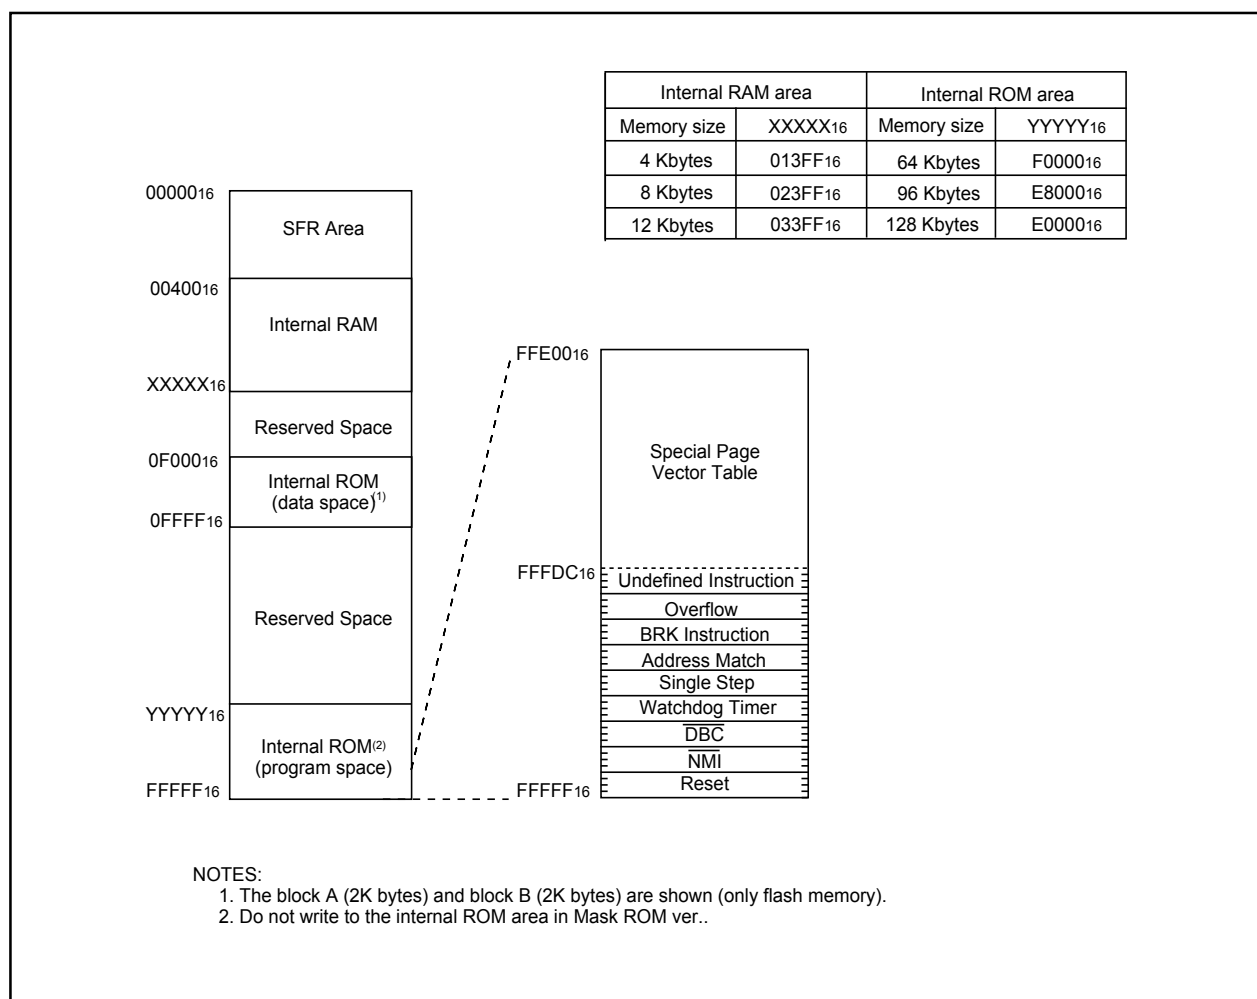 Internal RAM area Internal ROM area
Memory size XXXXX16 Memory size YYYYY16
4 Kbytes 013FF16 64 Kbytes F000016
8 Kbytes 023FF16 96 Kbytes E800016
12 Kbytes 033FF16 128 Kbytes E000016
0000016
SFR Area
0040016
Internal RAM
XXXXX16
Reserved Space
0F00016
Internal ROM
(data space)(1)
0FFFF16
Reserved Space
YYYYY16
Internal ROM(2)
(program space)
FFFFF16
FFE0016
Special Page
Vector Table
FFFDC16
Undefined Instruction
Overflow
BRK Instruction
Address Match
Single Step
Watchdog Timer
DBC
NMI
Reset
FFFFF16
NOTES:
1. The block A (2K bytes) and block B (2K bytes) are shown (only flash memory).
2. Do not write to the internal ROM area in Mask ROM ver..